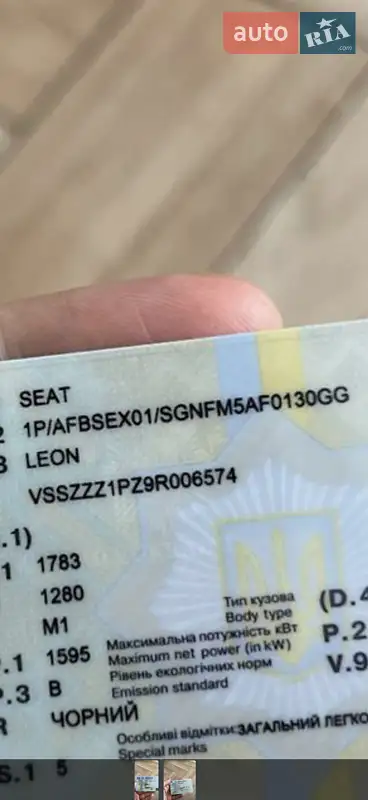 auto RIA .com
SEAT
2 1P/AFBSEX01/SGNFM5AF0130GG
3 LEON
VSSZZZ1PZ9R006574
.1)
1 1783
1280
M1
Тип кузова (D.4
Body type
Максимальна потужність кВт P.2
.1 1595 Maximum net power (in kW)
Рівень екологічних норм V.9
P.3 B Emission standard
R ЧОРНИЙ
Особливі відмітки: ЗАГАЛЬНИЙ ЛЕГКО
Special marks
S.1 5